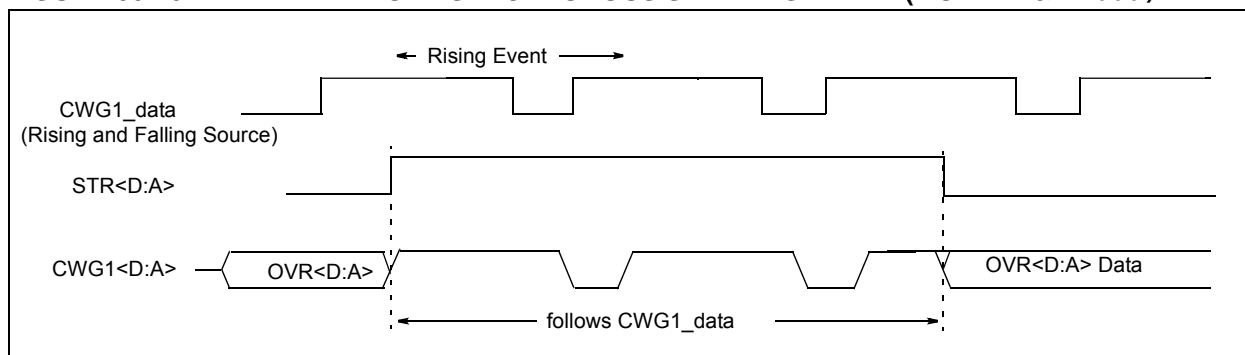 Rising Event
CWG1_data
(Rising and Falling Source)
STR<D:A>
CWG1<D:A>
OVR<D:A>
OVR<D:A> Data
follows CWG1_data